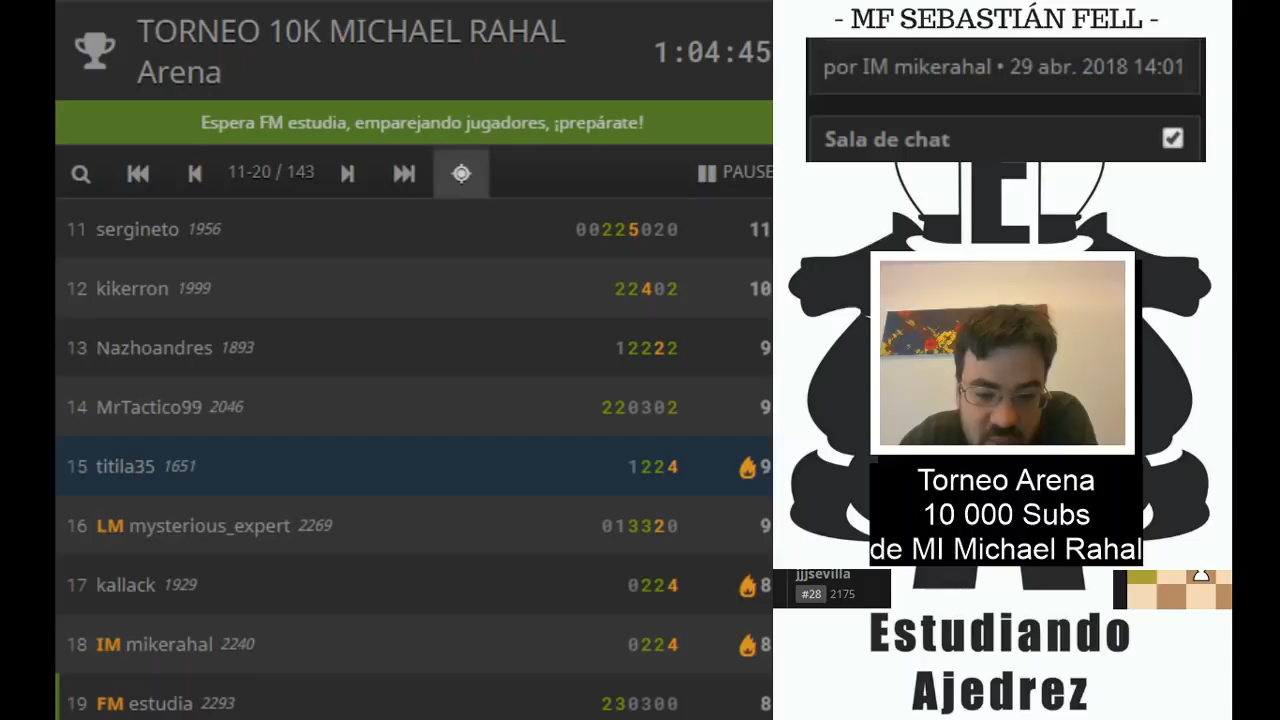 TORNEO 10K MICHAEL RAHAL
Arena
1:04:45
Espera FM estudia, emparejando jugadores, ¡prepárate!
11-20 / 143
PAUSE
11 sergineto 1956 00225020 11
12 kikerron 1999 22402 10
13 Nazhoandres 1893 12222 9
14 MrTactico99 2046 220302 9
15 titila35 1651 1224 9
16 LM mysterious_expert 2269 013320 9
17 kallack 1929 0224 8
18 IM mikerahal 2240 0224 8
19 FM estudia 2293 230300 8
- MF SEBASTIÁN FELL -
por IM mikerahal • 29 abr. 2018 14:01
Sala de chat
E
Torneo Arena
10 000 Subs
de MI Michael Rahal
jjjsevilla
#28 2175
Estudiando
Ajedrez